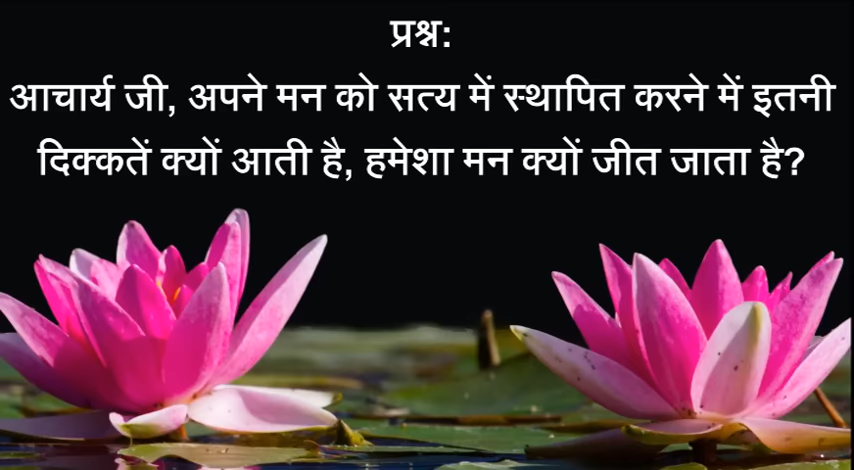 प्रश्न:
आचार्य जी, अपने मन को सत्य में स्थापित करने में इतनी
दिक्कतें क्यों आती है, हमेशा मन क्यों जीत जाता है?